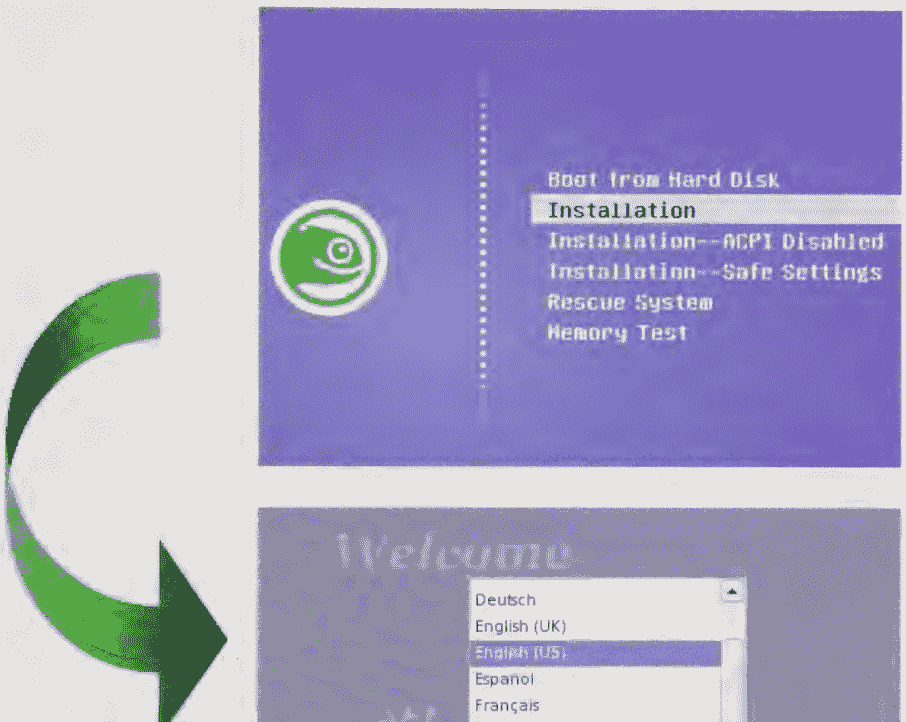 Boot from Hard Disk
Installation
Installation--ACPI Disabled
Installation--Safe Settings
Rescue System
Memory Test
Welcome
Deutsch
English (UK)
English (US)
Español
Français